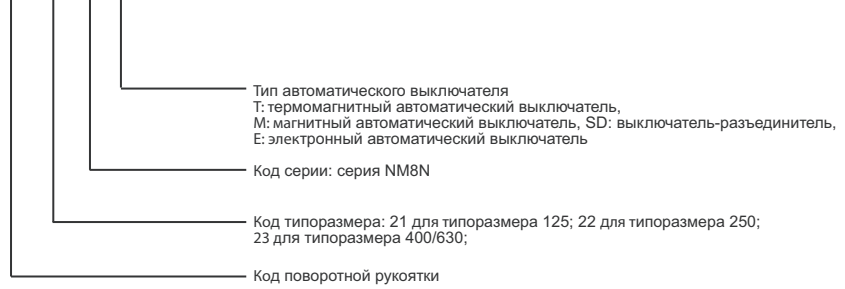 Тип автоматического выключателя
T: термомагнитный автоматический выключатель,
M: магнитный автоматический выключатель, SD: выключатель-разъединитель,
E: электронный автоматический выключатель
Код серии: серия NM8N
Код типоразмера: 21 для типоразмера 125; 22 для типоразмера 250;
23 для типоразмера 400/630;
Код поворотной рукоятки